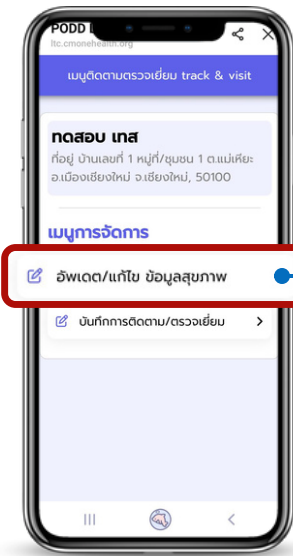 PODD
ltc.cmonehealth.org
เมนูติดตามตรวจเยี่ยม track & visit
ทดสอบ เทส
ที่อยู่ บ้านเลขที่ 1 หมู่ที่/ชุมชน 1 ต.แม่เหียะ
อ.เมืองเชียงใหม่ จ.เชียงใหม่, 50100
เมนูการจัดการ
อัพเดต/แก้ไข ข้อมูลสุขภาพ
บันทึกการติดตาม/ตรวจเยี่ยม